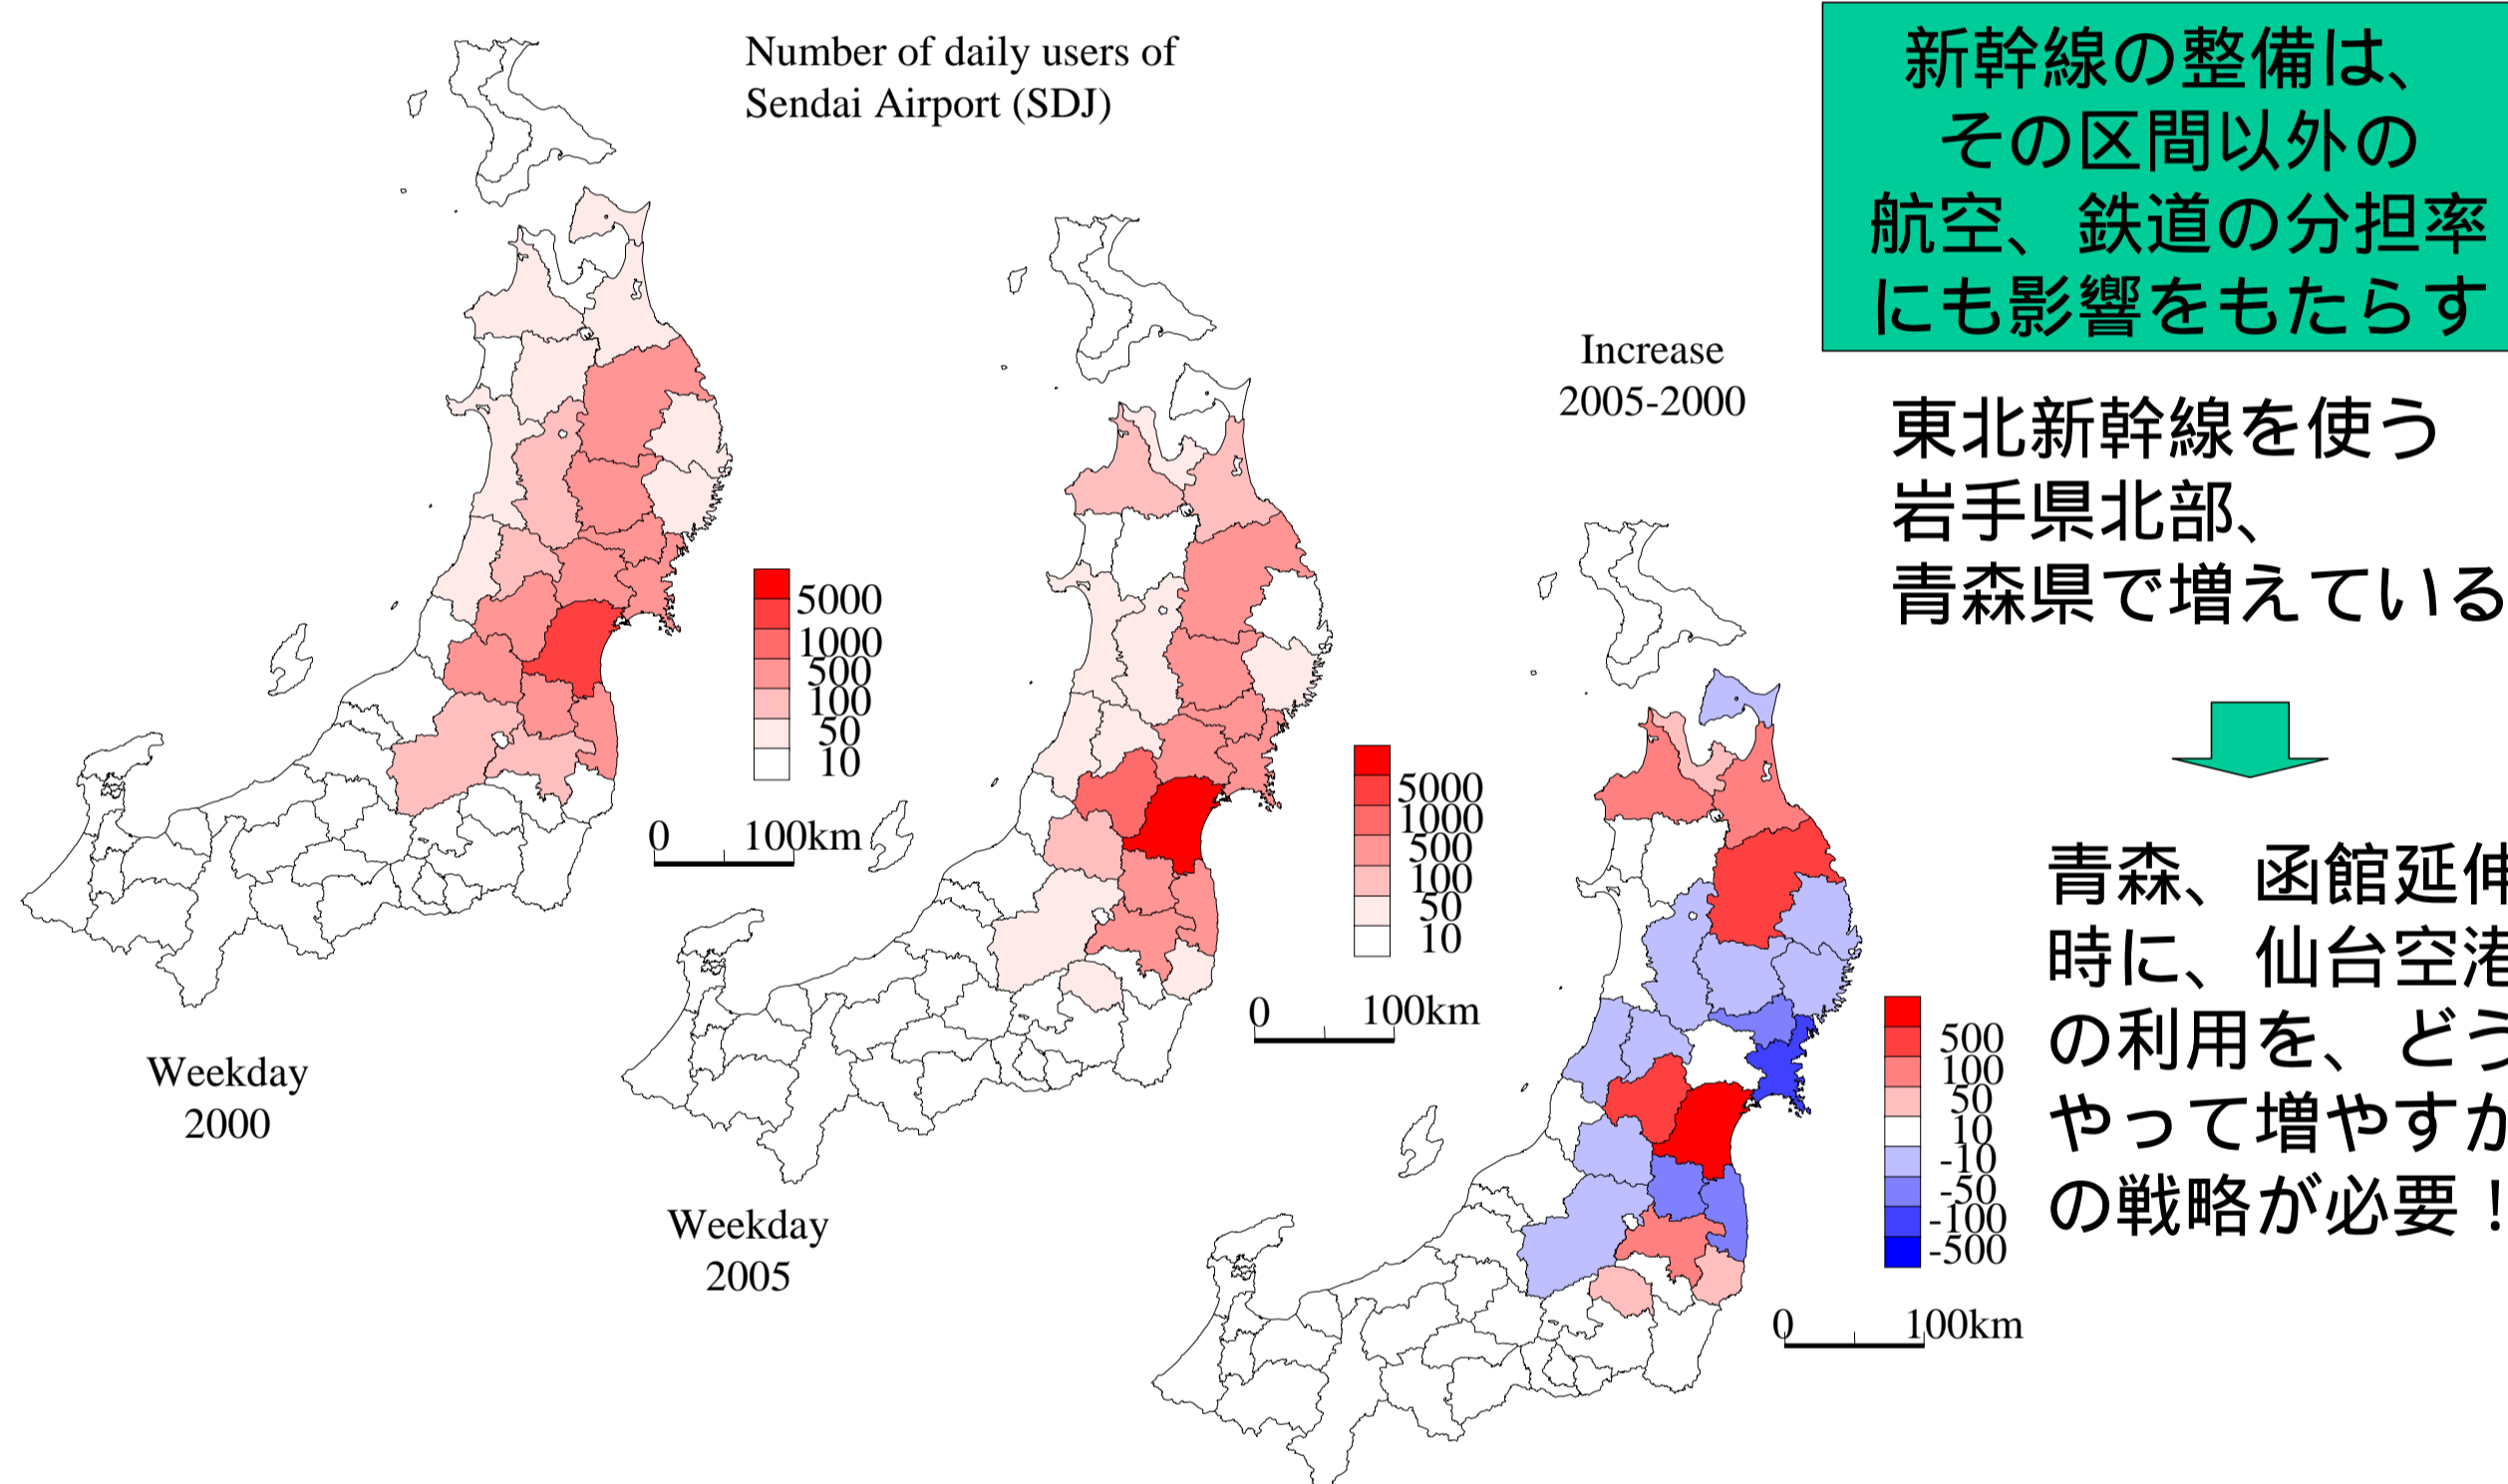 Number of daily users of
Sendai Airport (SDJ)
新幹線の整備は、
その区間以外の
航空、鉄道の分担率
にも影響をもたらす
Increase
2005-2000
東北新幹線を使う
岩手県北部、
青森県で増えている
青森、函館延伸
時に、仙台空港
の利用を、どう
やって増やすか
の戦略が必要!
5000
1000
500
100
50
10
0 100km
Weekday
2000
5000
1000
500
100
50
10
0 100km
Weekday
2005
500
100
50
10
-10
-50
-100
-500
0 100km